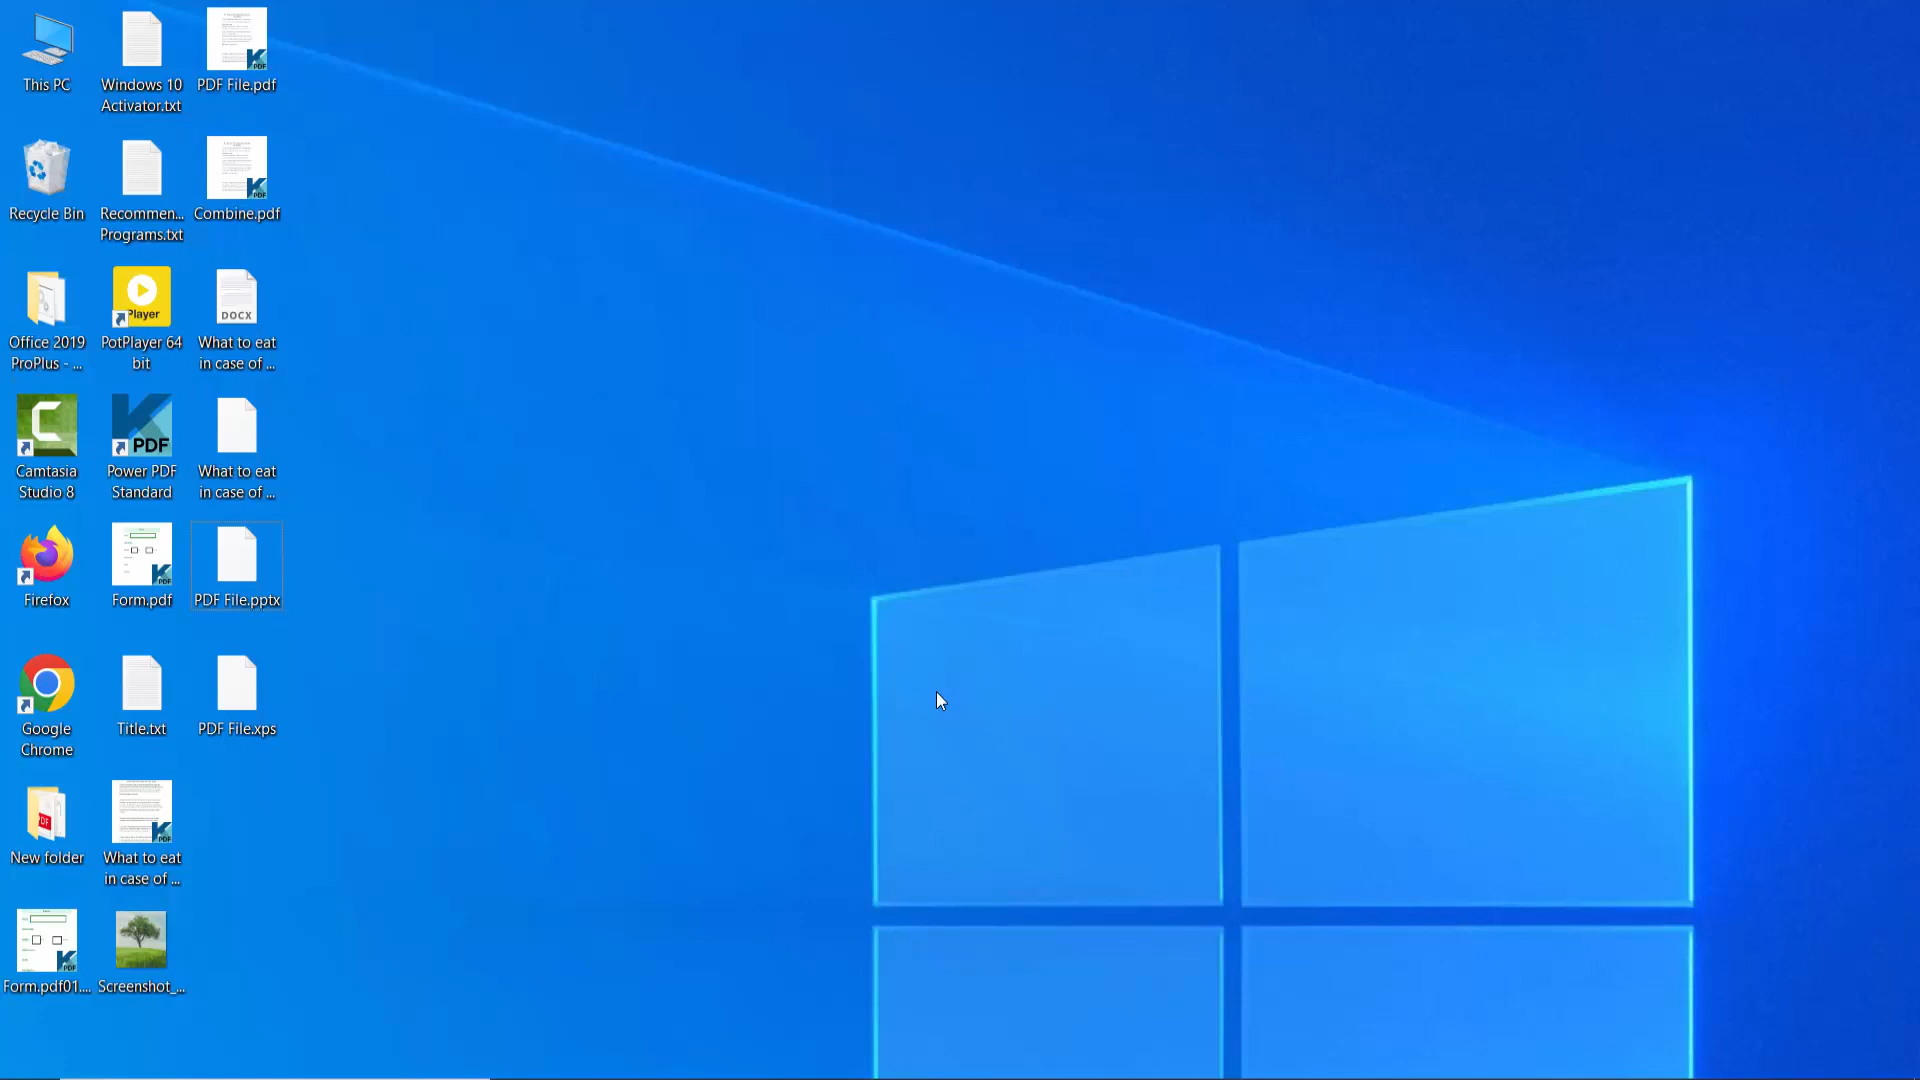 This PC
Windows 10
Activator.txt
PDF File.pdf
Recycle Bin
Recommen...
Programs.txt
Combine.pdf
Office 2019
ProPlus - ...
Player
PotPlayer 64
bit
DOCX
What to eat
in case of ...
Camtasia
Studio 8
PDF
Power PDF
Standard
What to eat
in case of ...
Firefox
Form.pdf
PDF File.pptx
Google
Chrome
Title.txt
PDF File.xps
PDF
New folder
What to eat
in case of ...
Form.pdf01....
Screenshot_...